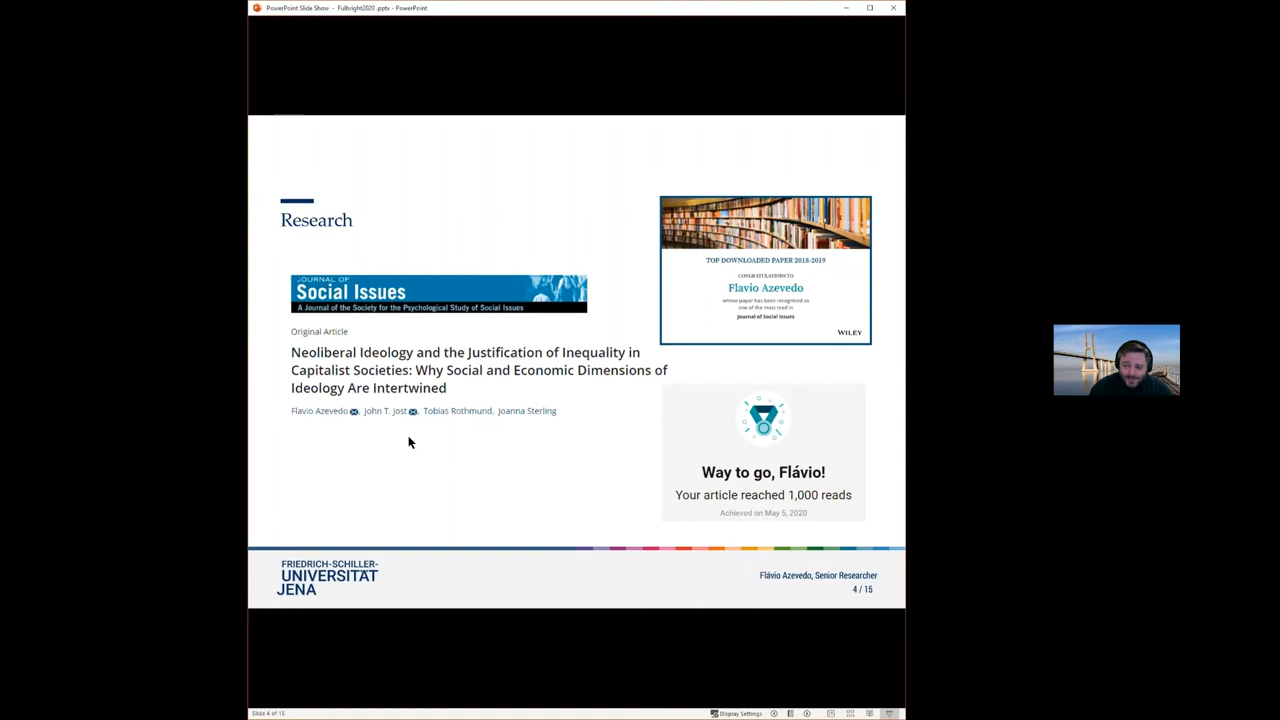 PowerPoint Slide Show - Fulbright2020 .pptx - PowerPoint
Research
JOURNAL OF
Social Issues
A Journal of the Society for the Psychological Study of Social Issues
Original Article
Neoliberal Ideology and the Justification of Inequality in
Capitalist Societies: Why Social and Economic Dimensions of
Ideology Are Intertwined
Flavio Azevedo, John T. Jost, Tobias Rothmund, Joanna Sterling
TOP DOWNLOADED PAPER 2018-2019
CONGRATULATIONS TO
Flavio Azevedo
whose paper has been recognized as
one of the most read in
Journal of Social Issues
WILEY
Way to go, Flávio!
Your article reached 1,000 reads
Achieved on May 5, 2020
FRIEDRICH-SCHILLER-
UNIVERSITÄT
JENA
Flávio Azevedo, Senior Researcher
4 / 15
Slide 4 of 15
Display Settings